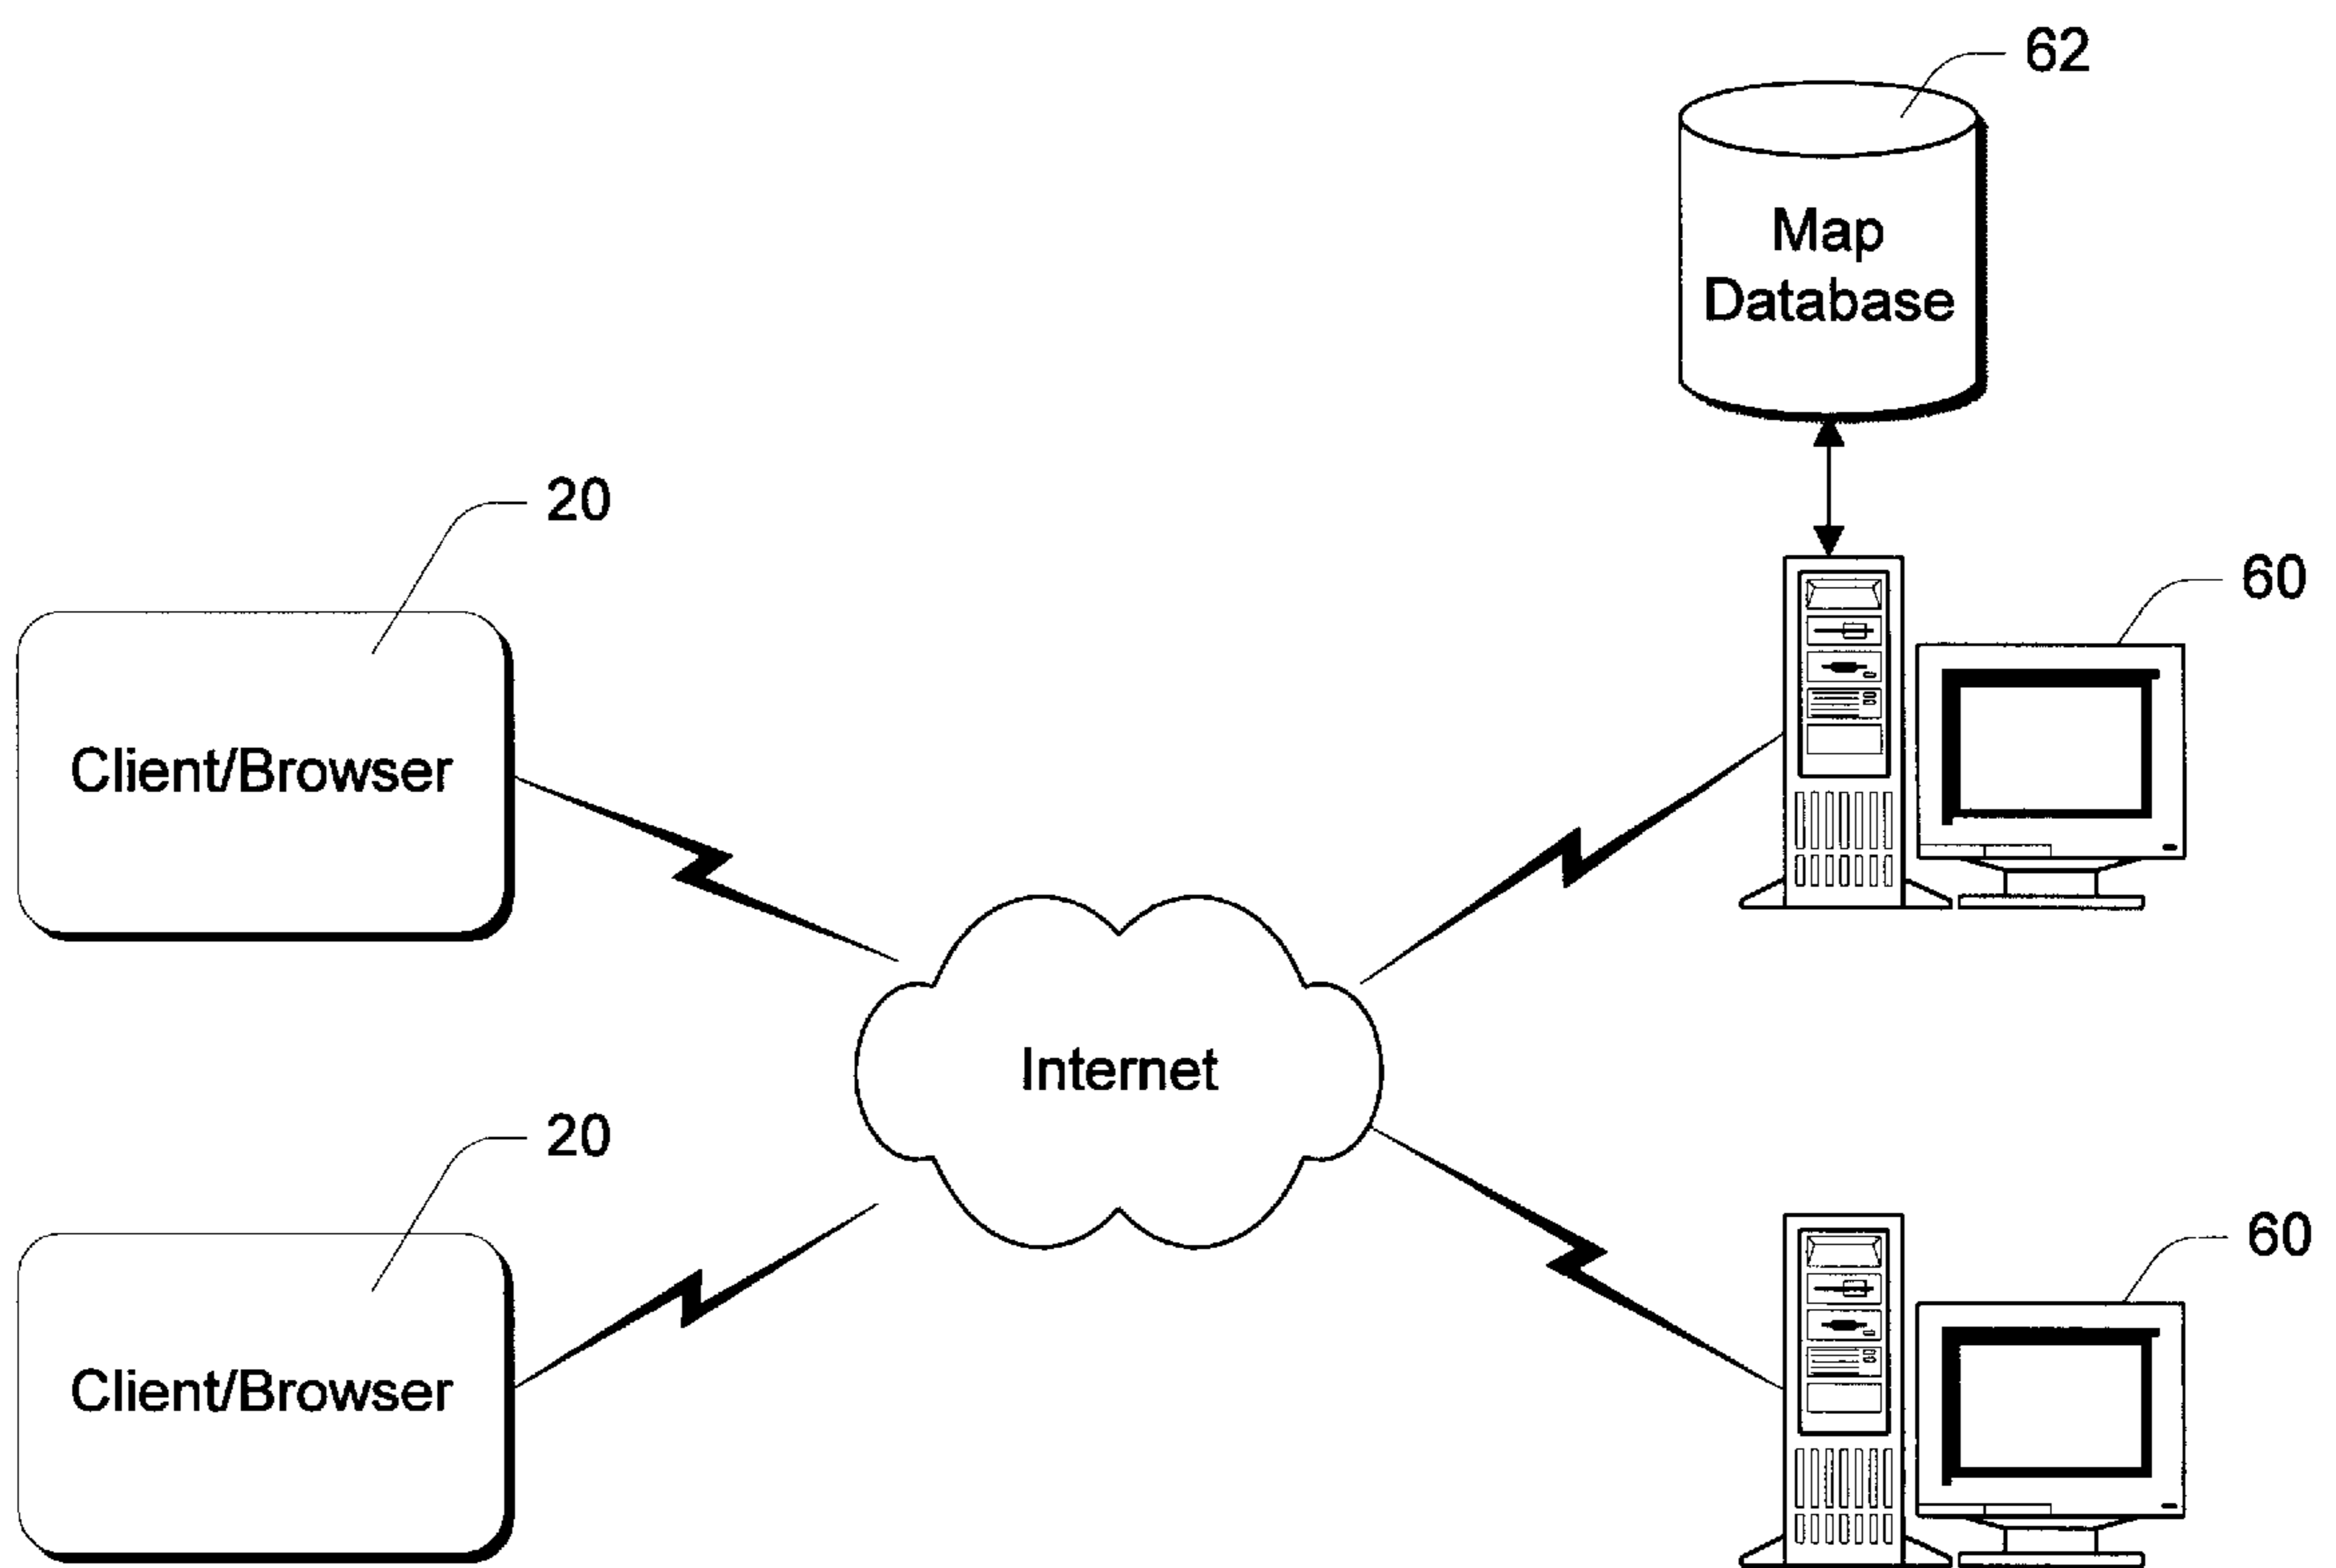 62
Map
Database
20
60
Client/Browser
Internet
20
60
Client/Browser